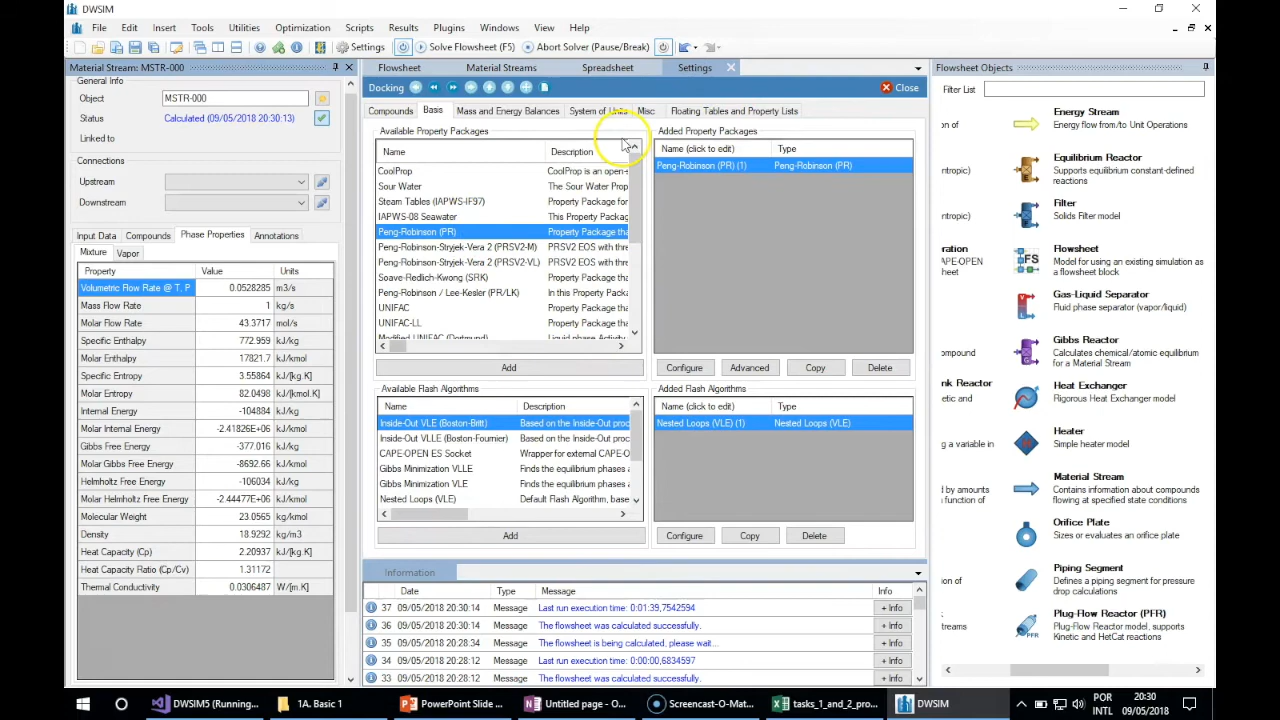 DWSIM
File Edit Insert Tools Utilities Optimization Scripts Results Plugins Windows View Help
Settings Solve Flowsheet (F5) Abort Solver (Pause/Break)
Material Stream: MSTR-000
General Info
Object MSTR-000
Status Calculated (09/05/2018 20:30:13)
Linked to
Connections
Upstream
Downstream
Input Data Compounds Phase Properties Annotations
Mixture Vapor
Property Value Units
Volumetric Flow Rate @ T, P 0.0528285 m3/s
Mass Flow Rate 1 kg/s
Molar Flow Rate 43.3717 mol/s
Specific Enthalpy 772.959 kJ/kg
Molar Enthalpy 17821.7 kJ/kmol
Specific Entropy 3.55864 kJ/[kg.K]
Molar Entropy 82.0498 kJ/[kmol.K]
Internal Energy -104884 kJ/kg
Molar Internal Energy -2.41826E+06 kJ/kmol
Gibbs Free Energy -377.016 kJ/kg
Molar Gibbs Free Energy -8692.66 kJ/kmol
Helmholtz Free Energy -106034 kJ/kg
Molar Helmholtz Free Energy -2.44477E+06 kJ/kmol
Molecular Weight 23.0565 kg/kmol
Density 18.9292 kg/m3
Heat Capacity (Cp) 2.20937 kJ/[kg.K]
Heat Capacity Ratio (Cp/Cv) 1.31172
Thermal Conductivity 0.0306487 W/[m.K]
Flowsheet Material Streams Spreadsheet Settings
Docking Close
Compounds Basis Mass and Energy Balances System of Units Misc Floating Tables and Property Lists
Available Property Packages
Name Description
CoolProp CoolProp is an open-
Sour Water The Sour Water Prop
Steam Tables (IAPWS-IF97) Property Package for
IAPWS-08 Seawater This Property Packag
Peng-Robinson (PR) Property Package tha
Peng-Robinson-Stryjek-Vera 2 (PRSV2-M) PRSV2 EOS with thre
Peng-Robinson-Stryjek-Vera 2 (PRSV2-VL) PRSV2 EOS with thre
Soave-Redlich-Kwong (SRK) Property Package tha
Peng-Robinson / Lee-Kesler (PR/LK) In this Property Packa
UNIFAC Property Package tha
UNIFAC-LL Property Package tha
Modified UNIFAC (Dortmund) Liquid phase Activity
Add
Added Property Packages
Name (click to edit) Type
Peng-Robinson (PR) (1) Peng-Robinson (PR)
Configure Advanced Copy Delete
Available Flash Algorithms
Name Description
Inside-Out VLE (Boston-Britt) Based on the Inside-Out proc
Inside-Out VLLE (Boston-Fournier) Based on the Inside-Out proc
CAPE-OPEN ES Socket Wrapper for external CAPE-O
Gibbs Minimization VLLE Finds the equilibrium phases a
Gibbs Minimization VLE Finds the equilibrium phases a
Nested Loops (VLE) Default Flash Algorithm, base
Add
Added Flash Algorithms
Name (click to edit) Type
Nested Loops (VLE) (1) Nested Loops (VLE)
Configure Copy Delete
Information
Date Type Message Info
37 09/05/2018 20:30:14 Message Last run execution time: 0:01:39,7542594 + Info
36 09/05/2018 20:30:14 Message The flowsheet was calculated successfully. + Info
35 09/05/2018 20:28:34 Message The flowsheet is being calculated, please wait... + Info
34 09/05/2018 20:28:12 Message Last run execution time: 0:00:00,6834597 + Info
33 09/05/2018 20:28:12 Message The flowsheet was calculated successfully. + Info
Flowsheet Objects
Filter List
Energy Stream
on of Energy flow from/to Unit Operations
Equilibrium Reactor
ntropic) Supports equilibrium constant-defined
reactions
Filter
ntropic) Solids Filter model
ration Flowsheet
CAPE-OPEN Model for using an existing simulation as
heet a flowsheet block
Gas-Liquid Separator
Fluid phase separator (vapor/liquid)
Gibbs Reactor
ompound Calculates chemical/atomic equilibrium
for a Material Stream
nk Reactor Heat Exchanger
etic and Rigorous Heat Exchanger model
Heater
ng a variable in Simple heater model
Material Stream
d by amounts Contains information about compounds
function of flowing at specified state conditions
Orifice Plate
Sizes or evaluates an orifice plate
Piping Segment
on of Defines a piping segment for pressure
drop calculations
Plug-Flow Reactor (PFR)
streams Plug-Flow Reactor model, supports
Kinetic and HetCat reactions
DWSIM5 (Running... 1A. Basic 1 PowerPoint Slide ... Untitled page - O... Screencast-O-Mat... tasks_1_and_2_pro... DWSIM POR INTL 20:30 09/05/2018